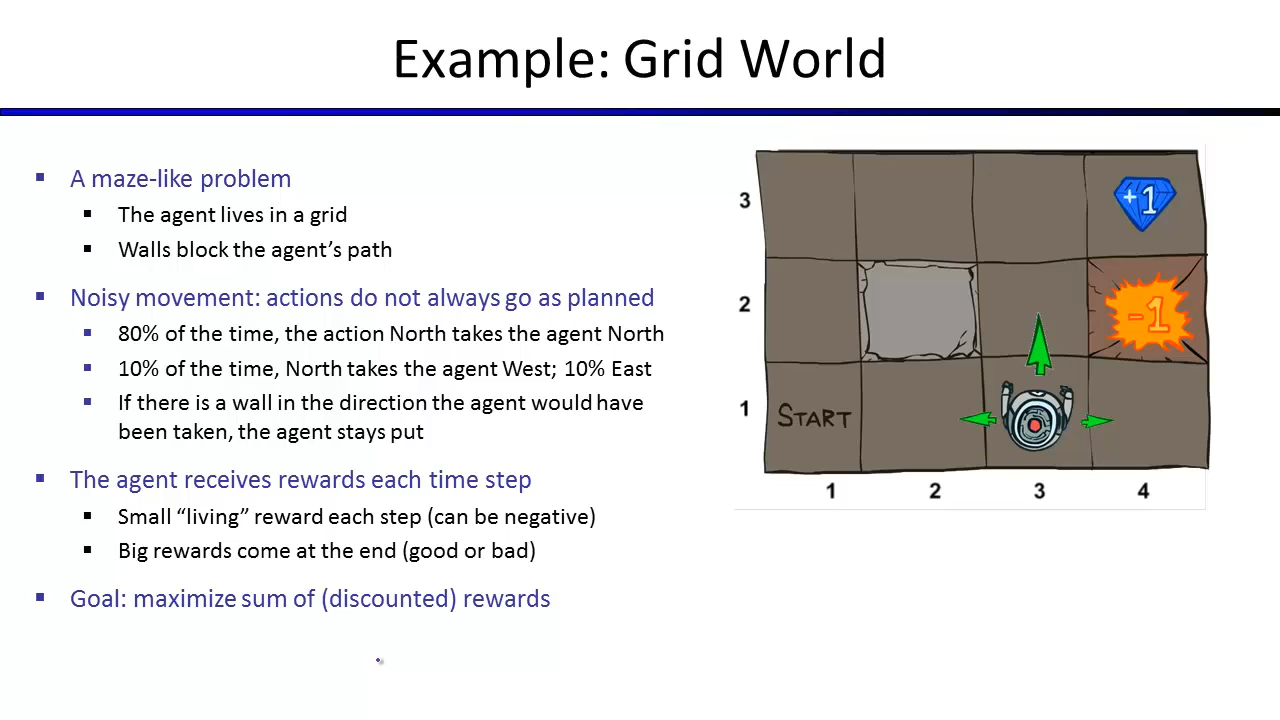 Example: Grid World
▪ A maze-like problem
▪ The agent lives in a grid
▪ Walls block the agent’s path
▪ Noisy movement: actions do not always go as planned
▪ 80% of the time, the action North takes the agent North
▪ 10% of the time, North takes the agent West; 10% East
▪ If there is a wall in the direction the agent would have
been taken, the agent stays put
▪ The agent receives rewards each time step
▪ Small “living” reward each step (can be negative)
▪ Big rewards come at the end (good or bad)
▪ Goal: maximize sum of (discounted) rewards
3
+1
2
-1
1
START
1 2 3 4